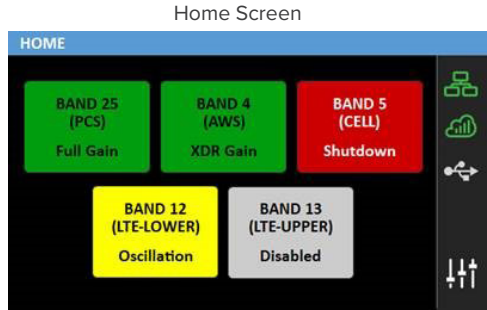 Home Screen
HOME
BAND 25
(PCS)
Full Gain
BAND 4
(AWS)
XDR Gain
BAND 5
(CELL)
Shutdown
BAND 12
(LTE-LOWER)
Oscillation
BAND 13
(LTE-UPPER)
Disabled